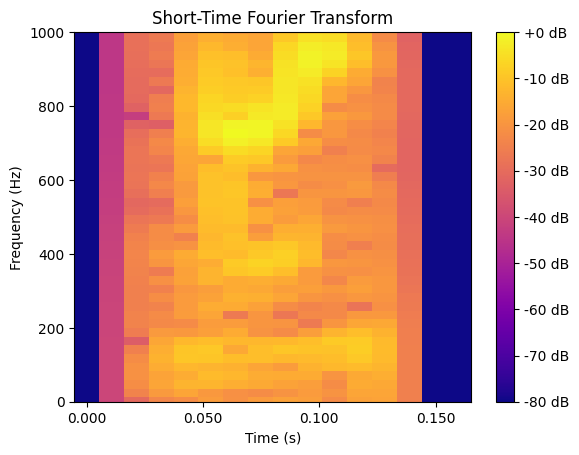 Short-Time Fourier Transform
1000
800
600
400
200
0
Frequency (Hz)
0.000
0.050
0.100
0.150
Time (s)
+0 dB
-10 dB
-20 dB
-30 dB
-40 dB
-50 dB
-60 dB
-70 dB
-80 dB